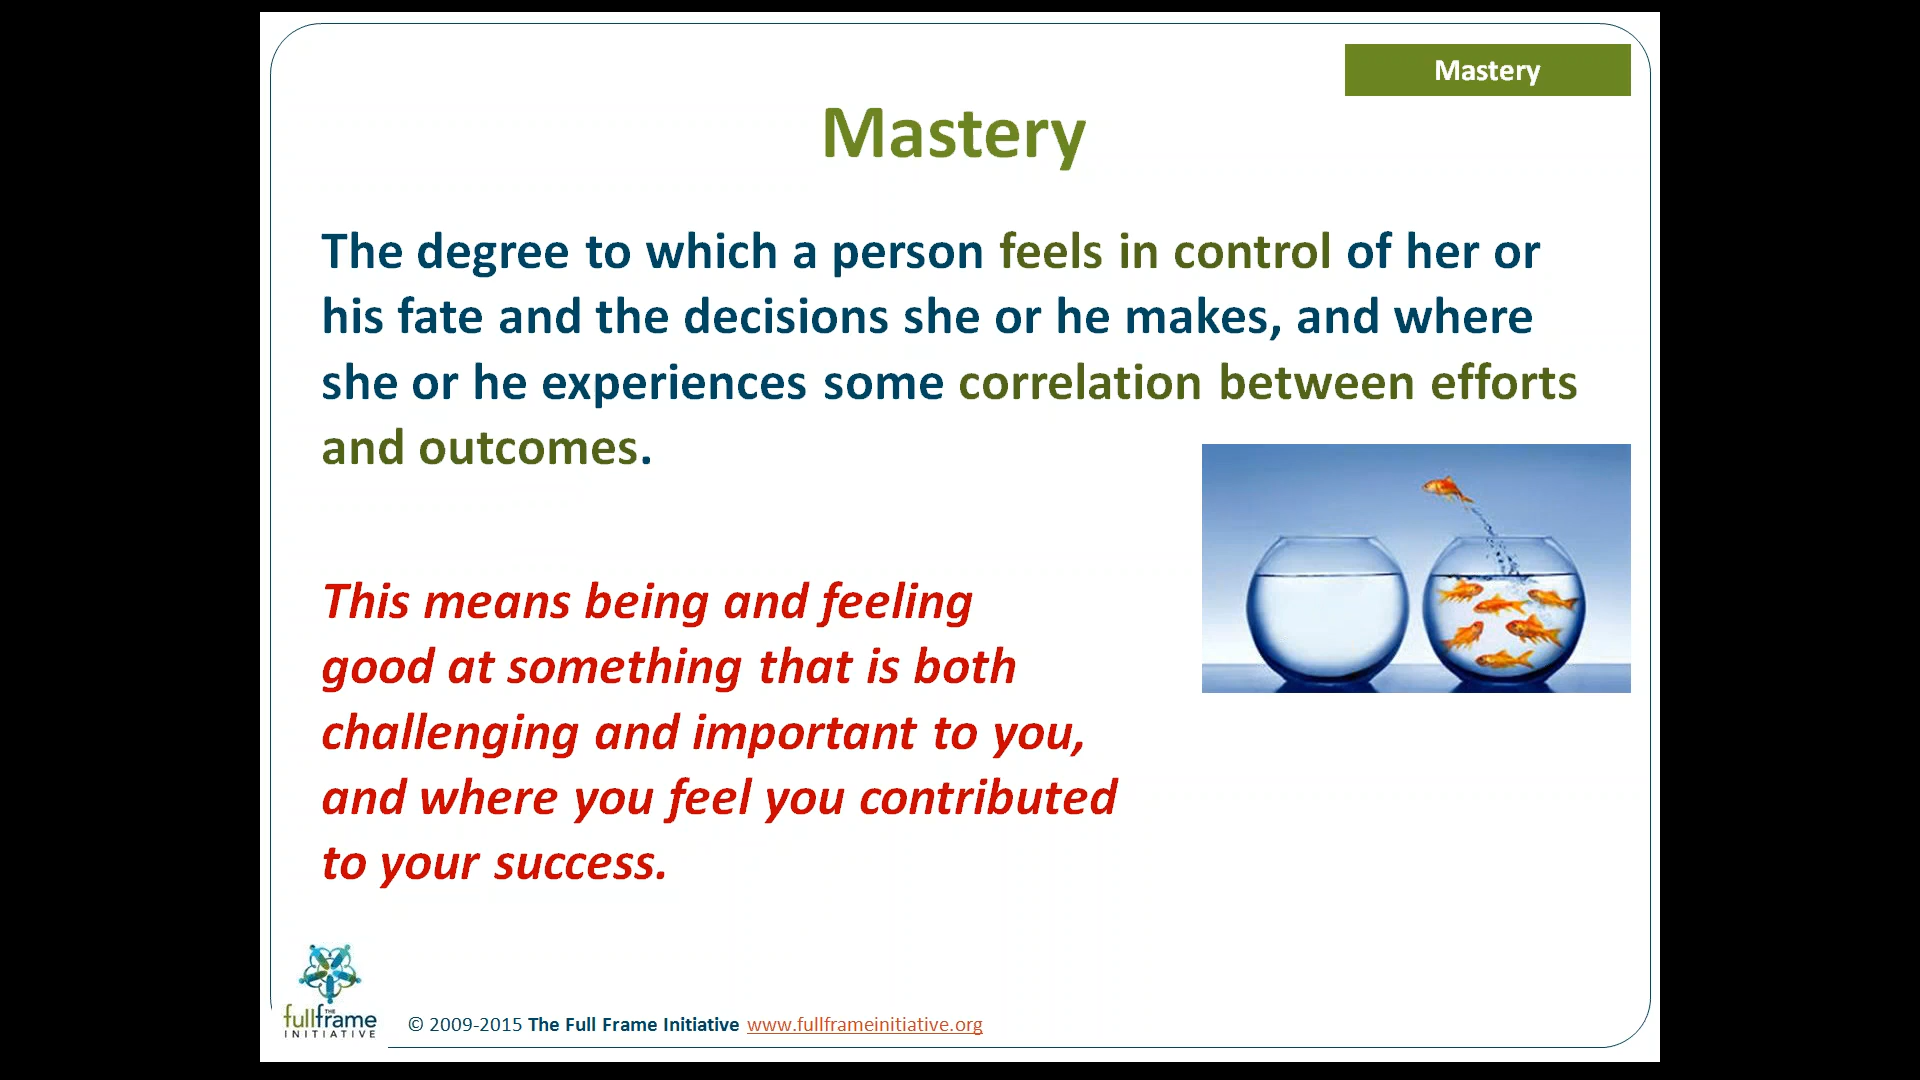 Mastery
Mastery
The degree to which a person feels in control of her or
his fate and the decisions she or he makes, and where
she or he experiences some correlation between efforts
and outcomes.
This means being and feeling
good at something that is both
challenging and important to you,
and where you feel you contributed
to your success.
THE
fullframe
INITIATIVE
© 2009-2015 The Full Frame Initiative www.fullframeinitiative.org